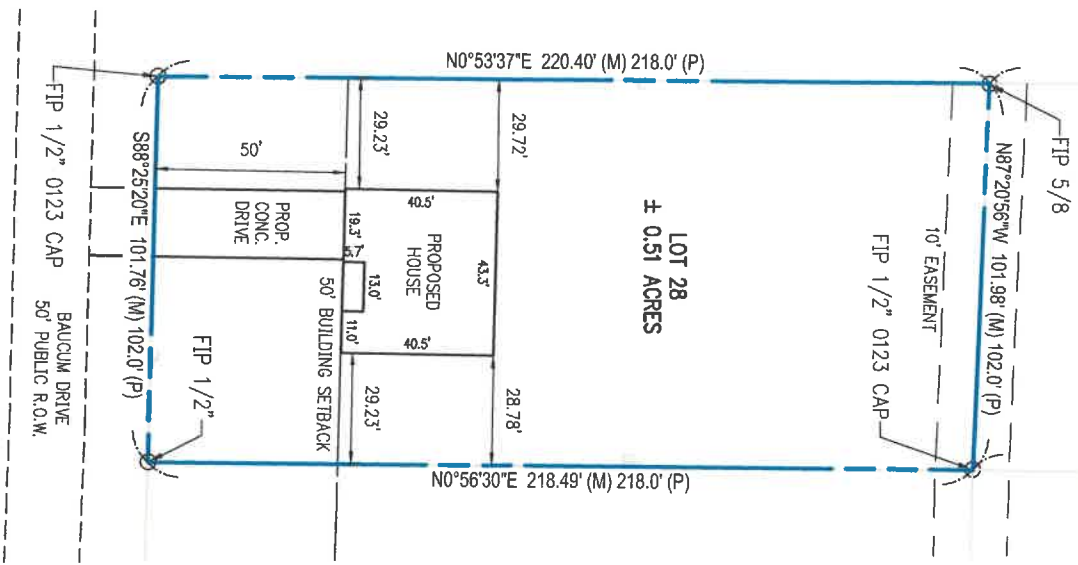 N0°53'37"E 220.40' (M) 218.0' (P)
FIP 5/8
N87°20'56"W 101.98' (M) 102.0' (P)
10' EASEMENT
FIP 1/2" 0123 CAP
LOT 28
± 0.51 ACRES
29.72'
29.23'
40.5'
43.3'
PROPOSED
HOUSE
19.3'
5.7'
13.0'
11.0'
40.5'
28.78'
29.23'
50' BUILDING SETBACK
50'
PROP.
CONC.
DRIVE
S88°25'20"E 101.76' (M) 102.0' (P)
FIP 1/2" 0123 CAP
FIP 1/2"
BAUCUM DRIVE
50' PUBLIC R.O.W.
N0°56'30"E 218.49' (M) 218.0' (P)